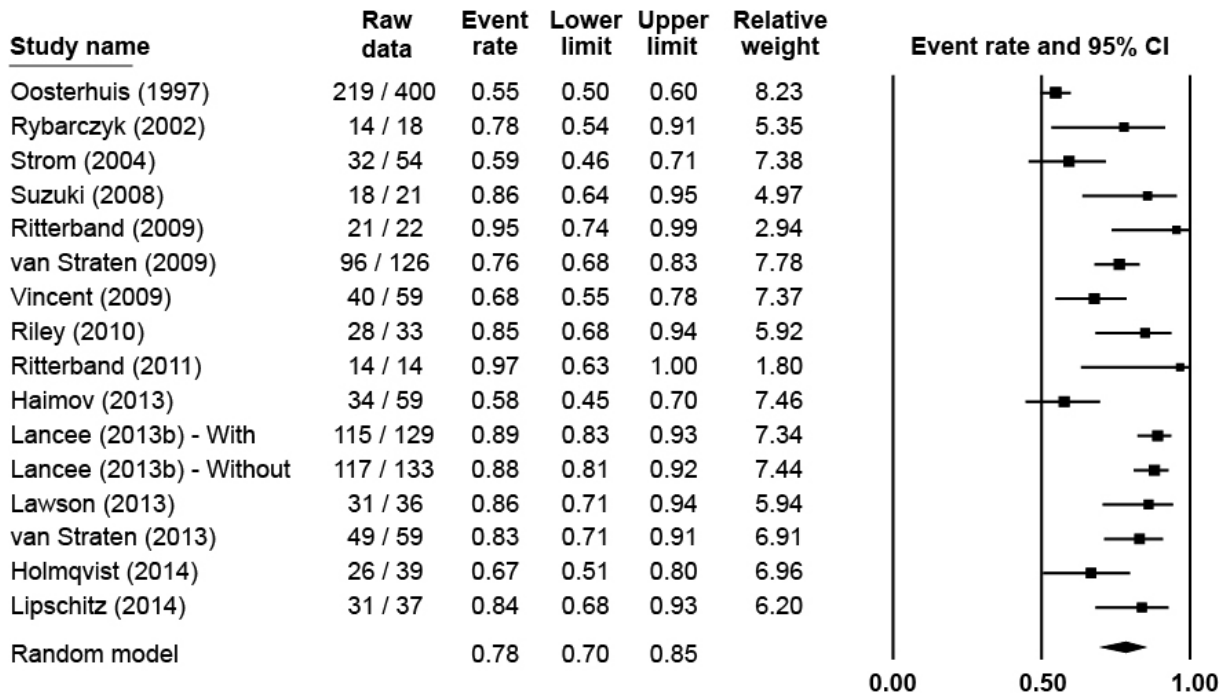 Study name Raw data Event rate Lower limit Upper limit Relative weight Event rate and 95% CI
Oosterhuis (1997) 219 / 400 0.55 0.50 0.60 8.23
Rybarczyk (2002) 14 / 18 0.78 0.54 0.91 5.35
Strom (2004) 32 / 54 0.59 0.46 0.71 7.38
Suzuki (2008) 18 / 21 0.86 0.64 0.95 4.97
Ritterband (2009) 21 / 22 0.95 0.74 0.99 2.94
van Straten (2009) 96 / 126 0.76 0.68 0.83 7.78
Vincent (2009) 40 / 59 0.68 0.55 0.78 7.37
Riley (2010) 28 / 33 0.85 0.68 0.94 5.92
Ritterband (2011) 14 / 14 0.97 0.63 1.00 1.80
Haimov (2013) 34 / 59 0.58 0.45 0.70 7.46
Lancee (2013b) - With 115 / 129 0.89 0.83 0.93 7.34
Lancee (2013b) - Without 117 / 133 0.88 0.81 0.92 7.44
Lawson (2013) 31 / 36 0.86 0.71 0.94 5.94
van Straten (2013) 49 / 59 0.83 0.71 0.91 6.91
Holmqvist (2014) 26 / 39 0.67 0.51 0.80 6.96
Lipschitz (2014) 31 / 37 0.84 0.68 0.93 6.20
Random model 0.78 0.70 0.85
0.00 0.50 1.00